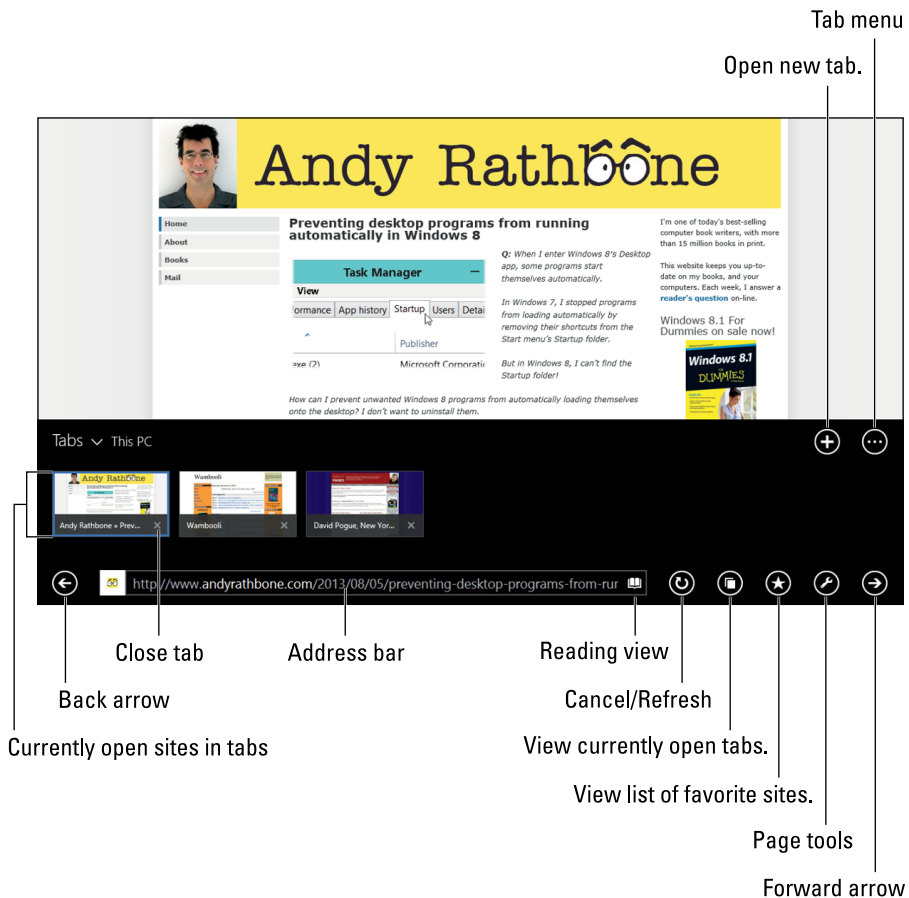 Tab menu
Open new tab.
Andy Rathbone
Home
About
Books
Mail
Preventing desktop programs from running
automatically in Windows 8
Task Manager
View
ormance App history Startup Users Detai
Publisher
exe (2) Microsoft Corporatic
Q: When I enter Windows 8's Desktop
app, some programs start
themselves automatically.
In Windows 7, I stopped programs
from loading automatically by
removing their shortcuts from the
Start menu's Startup folder.
But in Windows 8, I can't find the
Startup folder!
How can I prevent unwanted Windows 8 programs from automatically loading themselves
onto the desktop? I don't want to uninstall them.
I'm one of today's best-selling
computer book writers, with more
than 15 million books in print.
This website keeps you up-to-
date on my books, and your
computers. Each week, I answer a
reader's question on-line.
Windows 8.1 For
Dummies on sale now!
Windows 8.1
FOR
DUMMIES
Tabs This PC
Andy Rathbone
Andy Rathbone » Prev...
Wambooli
Wambooli
David Pogue, New Yor...
http://www.andyrathbone.com/2013/08/05/preventing-desktop-programs-from-rur
Close tab
Address bar
Reading view
Back arrow
Cancel/Refresh
Currently open sites in tabs
View currently open tabs.
View list of favorite sites.
Page tools
Forward arrow